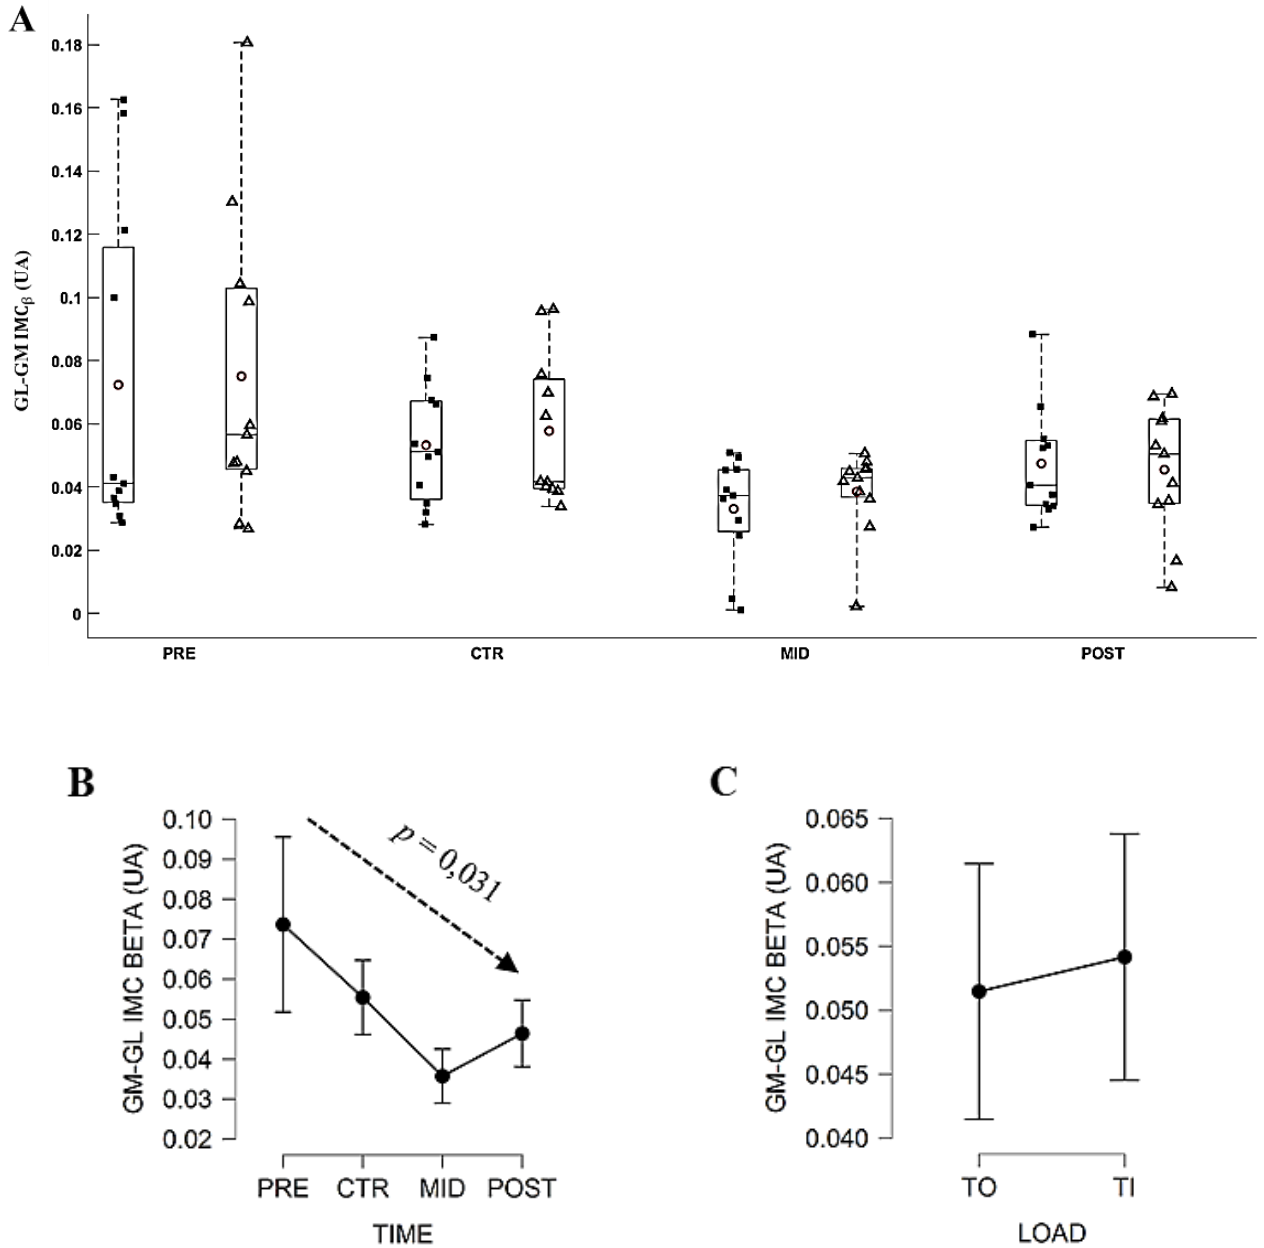 A
0.18
0.16
0.14
0.12
0.1
0.08
0.06
0.04
0.02
0
GL-GM IMCβ (UA)
PRE CTR MID POST
B
0.10
0.09
0.08
0.07
0.06
0.05
0.04
0.03
0.02
GM-GL IMC BETA (UA)
p = 0,031
PRE CTR MID POST
TIME
C
0.065
0.060
0.055
0.050
0.045
0.040
GM-GL IMC BETA (UA)
TO TI
LOAD